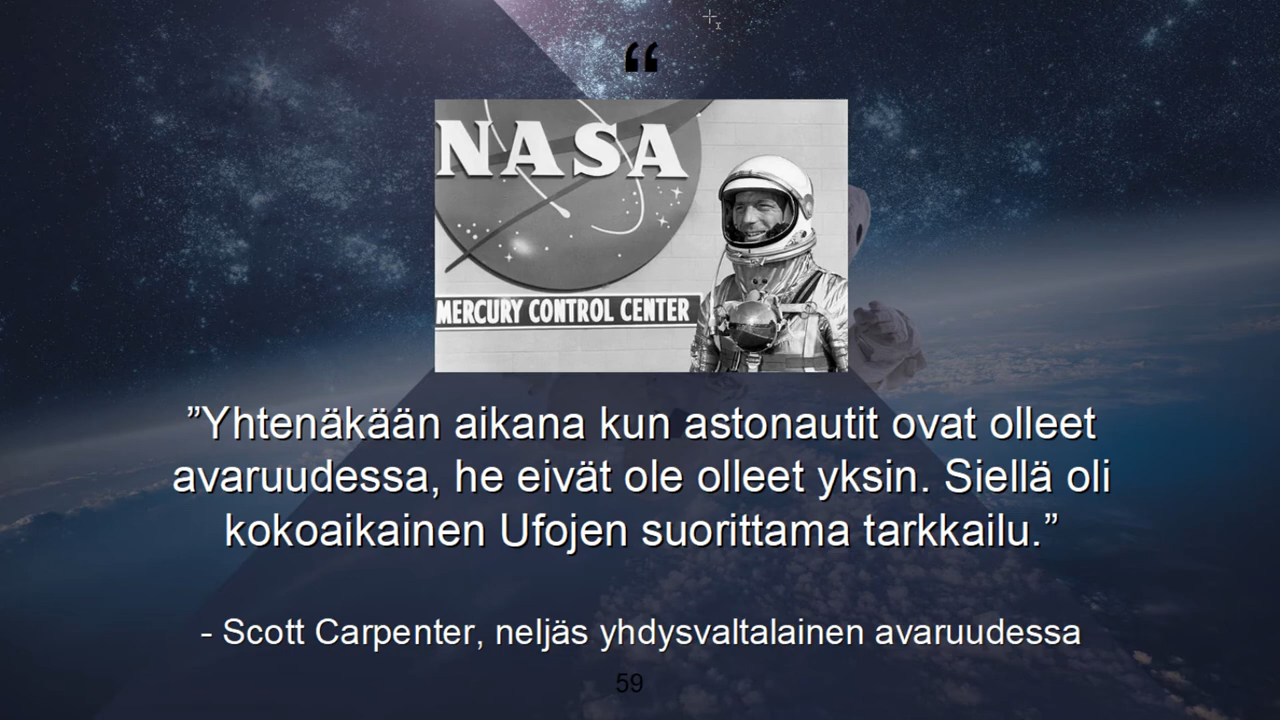 “
NASA
MERCURY CONTROL CENTER
”Yhtenäkään aikana kun astonautit ovat olleet
avaruudessa, he eivät ole olleet yksin. Siellä oli
kokoaikainen Ufojen suorittama tarkkailu.”
- Scott Carpenter, neljäs yhdysvaltalainen avaruudessa
59